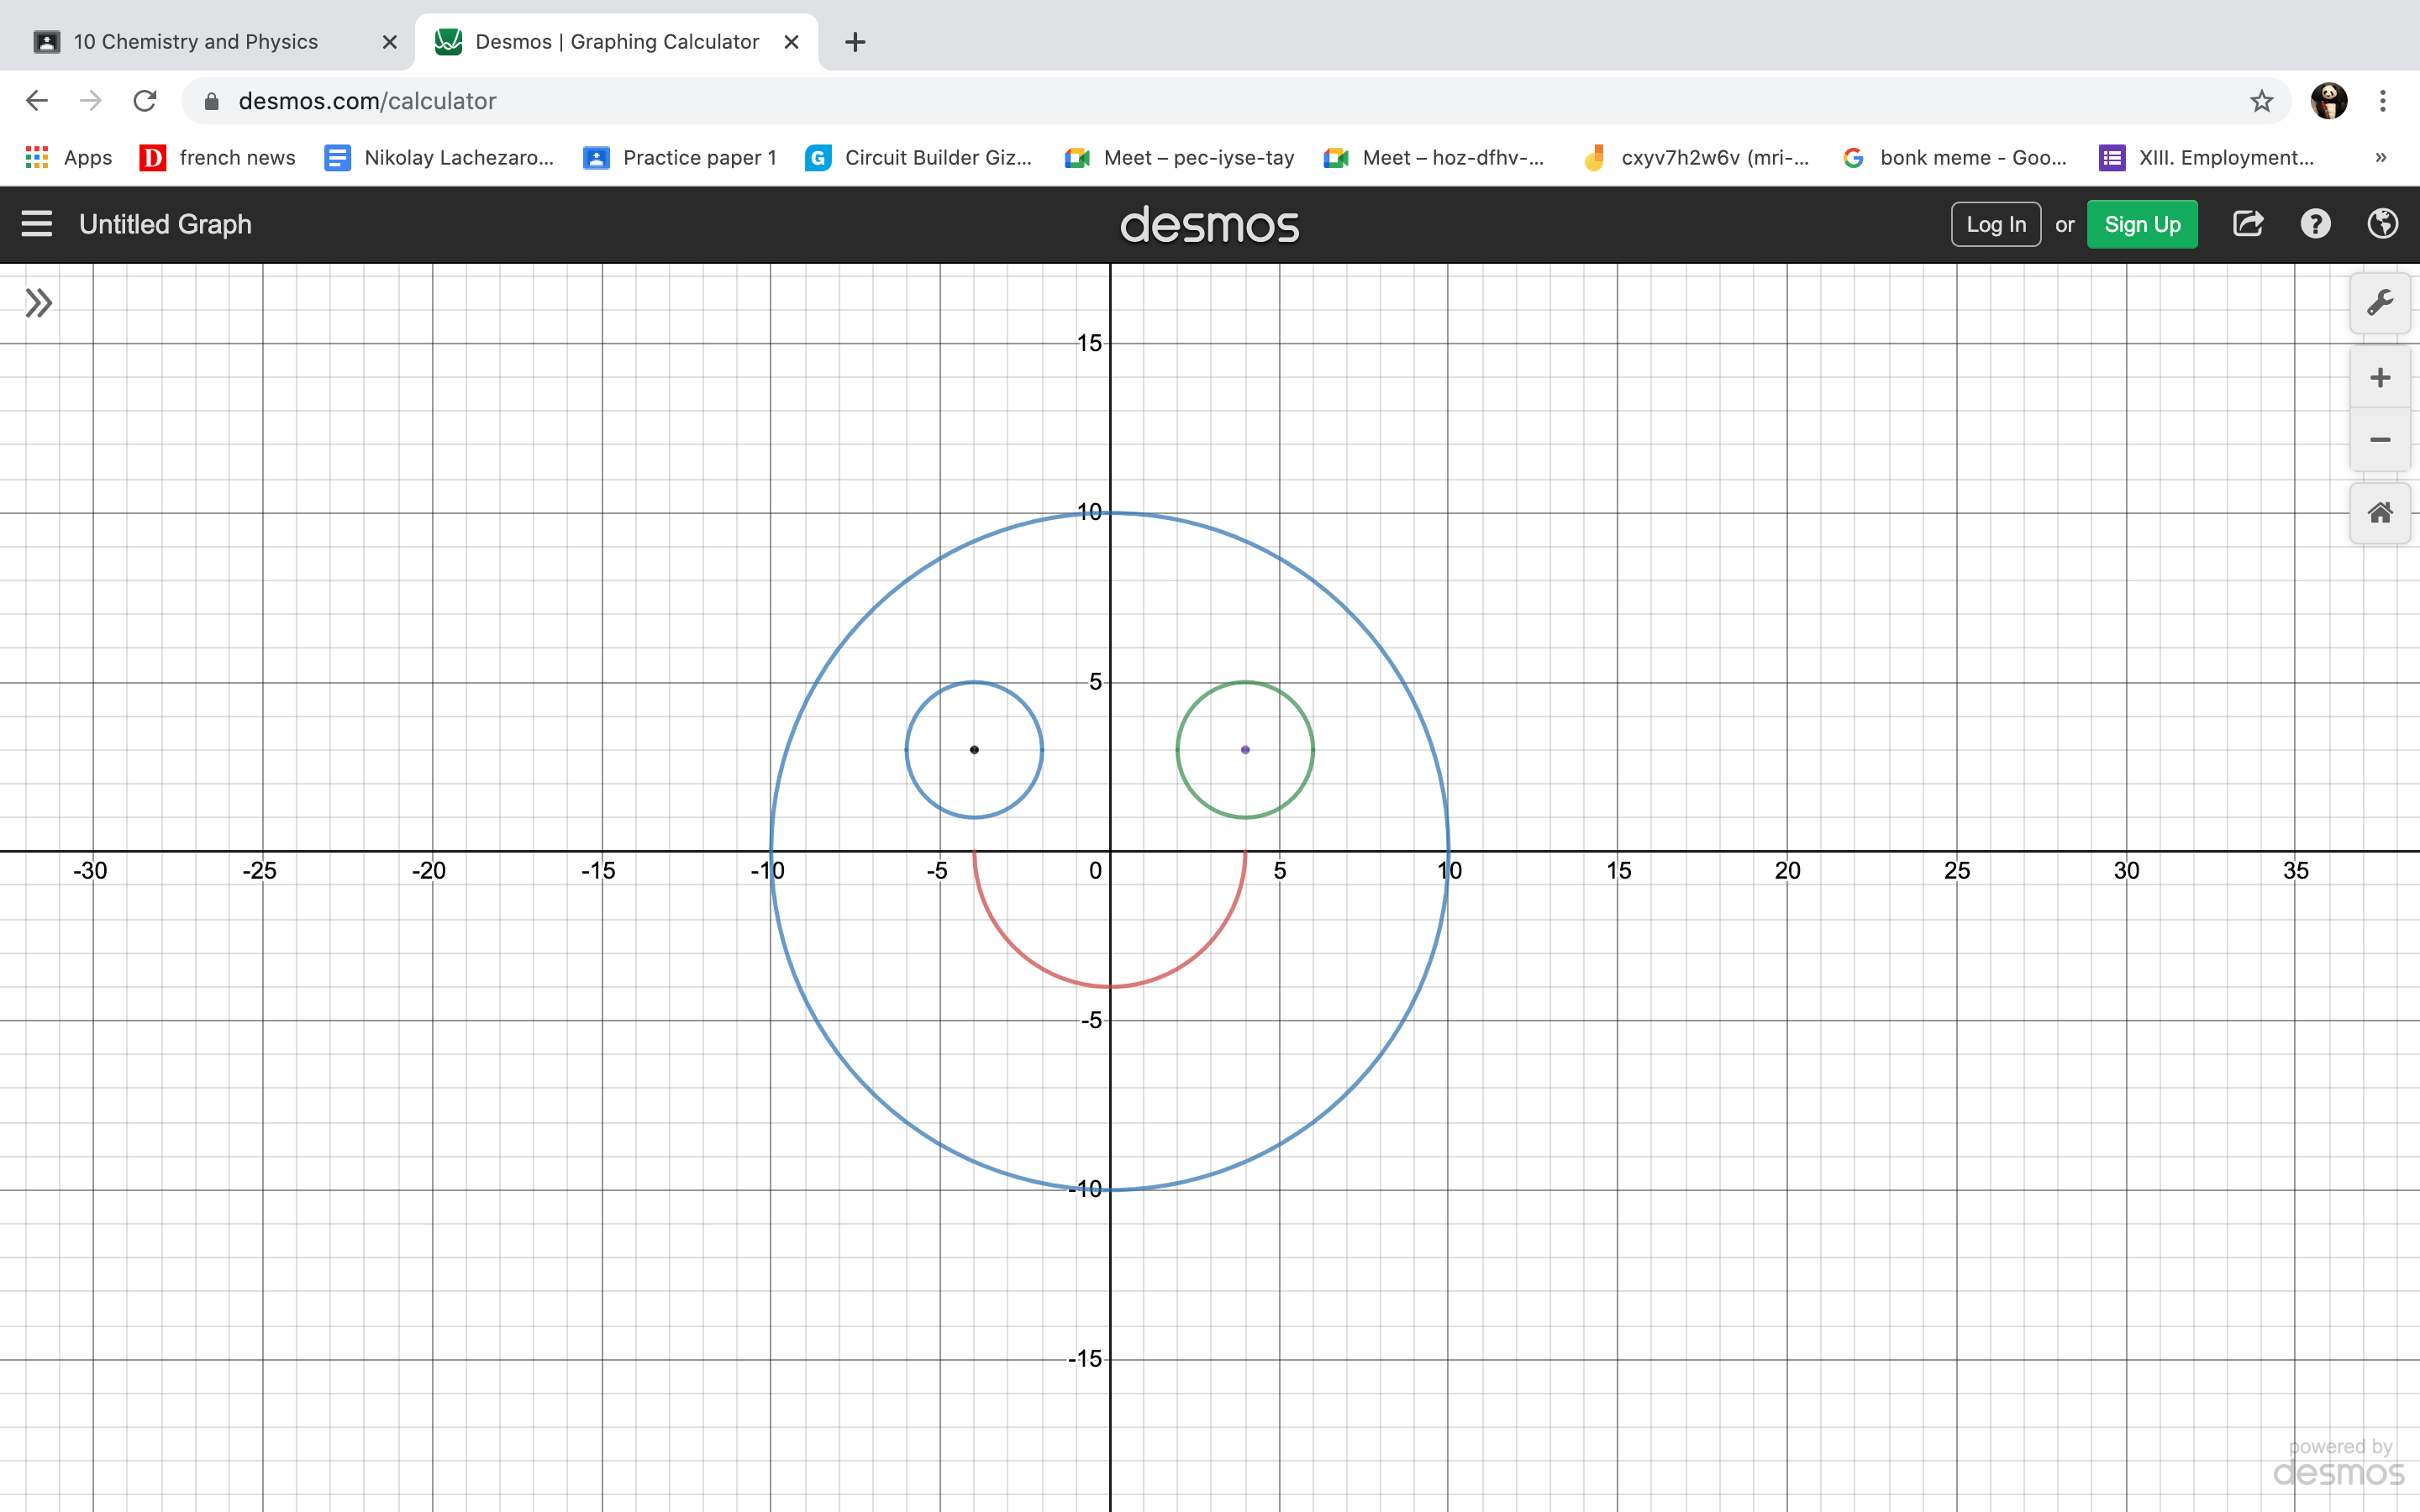 10 Chemistry and Physics
Desmos | Graphing Calculator
desmos.com/calculator
Apps D french news Nikolay Lachezaro... Practice paper 1 G Circuit Builder Giz... Meet – pec-iyse-tay Meet – hoz-dfhv-... cxyv7h2w6v (mri-... G bonk meme - Goo... XIII. Employment... »
Untitled Graph desmos Log In or Sign Up ?
15
10
5
-30 -25 -20 -15 -10 -5 0 5 10 15 20 25 30 35
-5
-10
-15
powered by
desmos